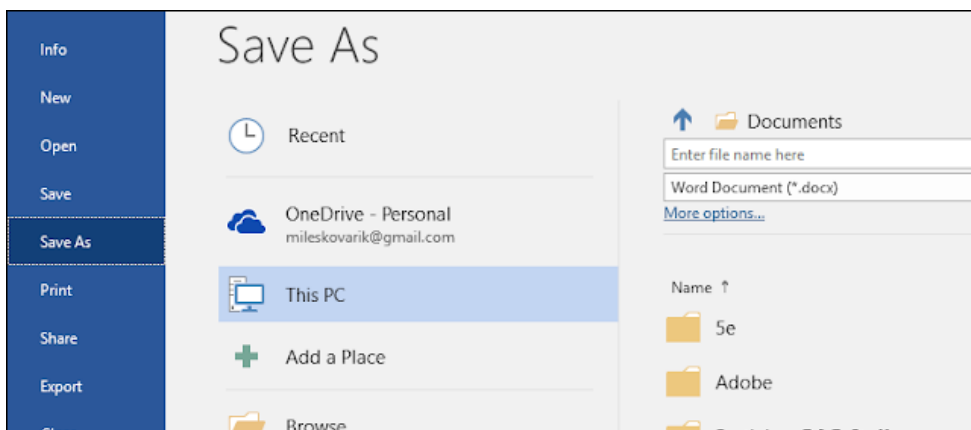 Info
New
Open
Save
Save As
Print
Share
Export
Save As
Recent
OneDrive - Personal
mileskovarik@gmail.com
This PC
Add a Place
Browse
Documents
Enter file name here
Word Document (*.docx)
More options...
Name ↑
5e
Adobe